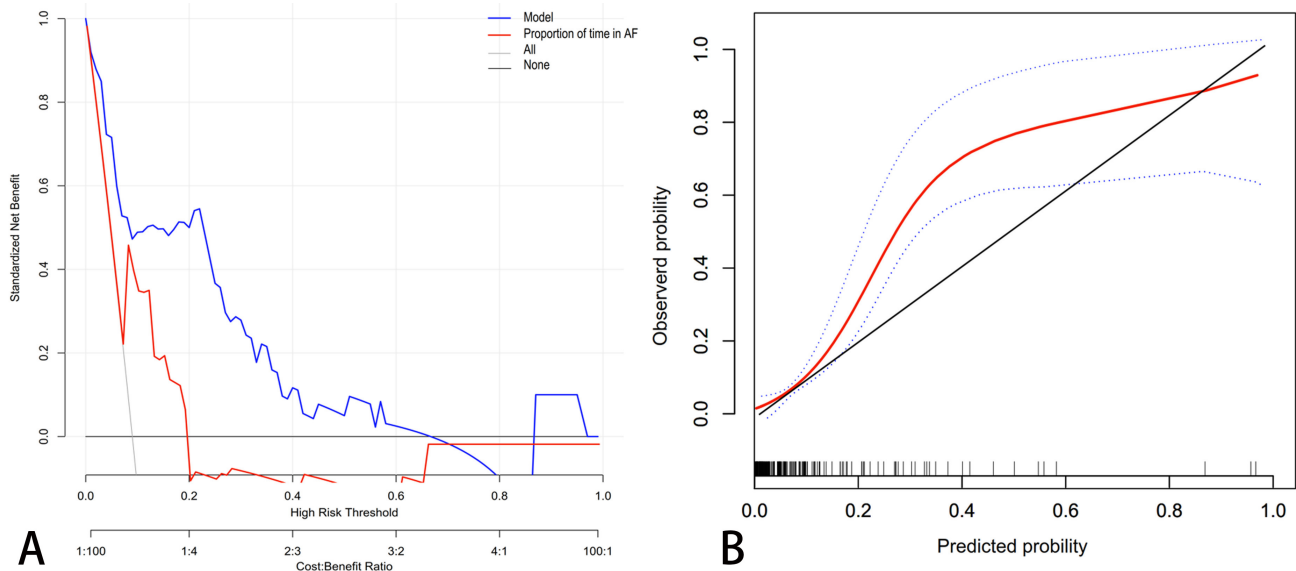 Model
Proportion of time in AF
All
None
Standardized Net Benefit
1.0
0.8
0.6
0.4
0.2
0.0
0.0 0.2 0.4 0.6 0.8 1.0
High Risk Threshold
1:100 1:4 2:3 3:2 4:1 100:1
Cost:Benefit Ratio
A
Observerd probility
1.0
0.8
0.6
0.4
0.2
0.0
0.0 0.2 0.4 0.6 0.8 1.0
Predicted probility
B